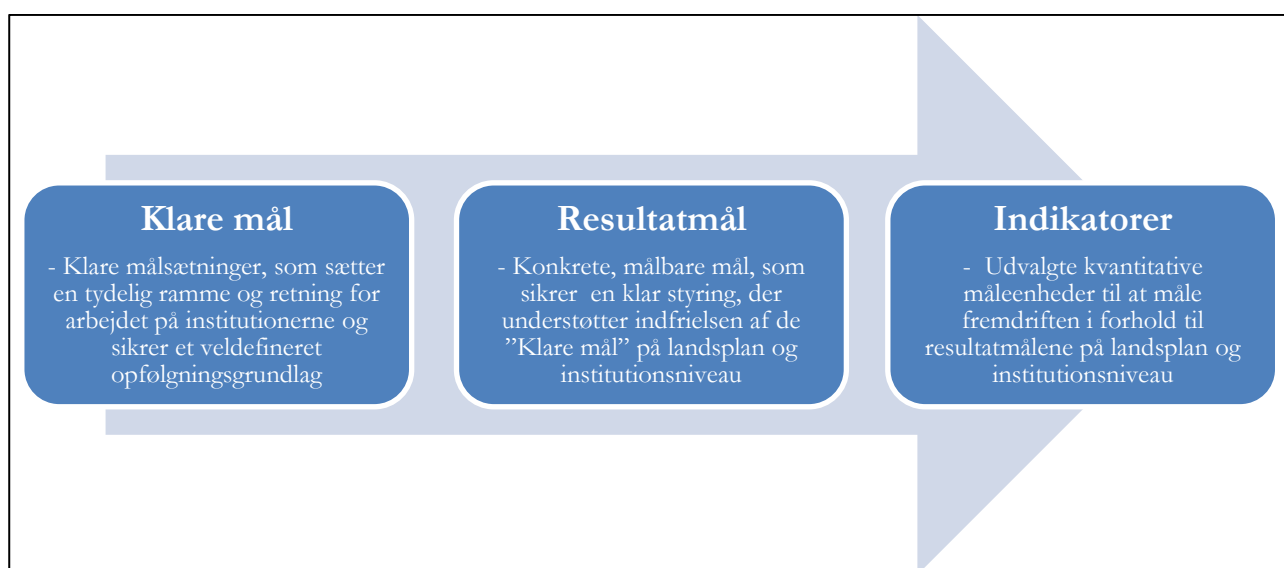 Klare mål
- Klare målsætninger, som sætter
en tydelig ramme og retning for
arbejdet på institutionerne og
sikrer et veldefineret
opfølgningsgrundlag
Resultatmål
- Konkrete, målbare mål, som
sikrer en klar styring, der
understøtter indfrielsen af de
”Klare mål” på landsplan og
institutionsniveau
Indikatorer
- Udvalgte kvantitative
måleenheder til at måle
fremdriften i forhold til
resultatmålene på landsplan og
institutionsniveau